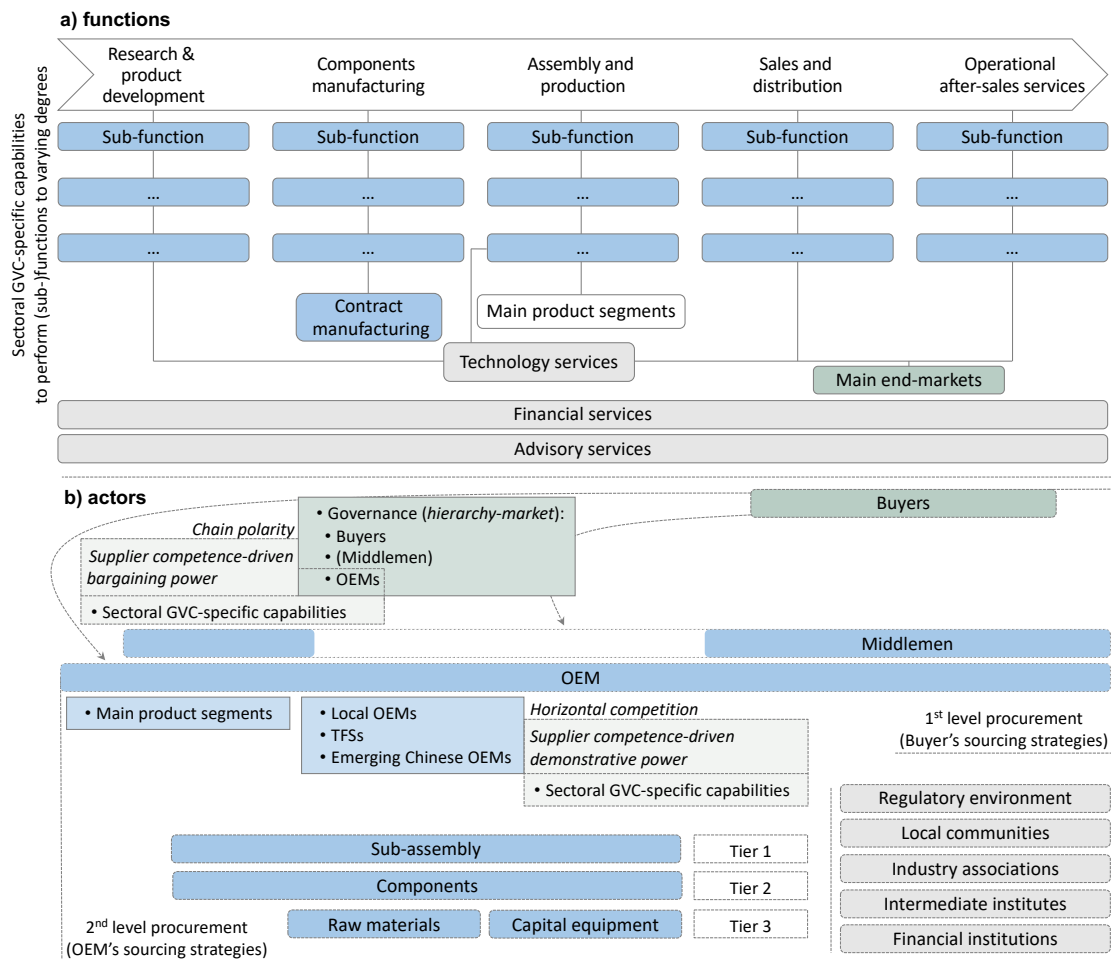 a) functions
Sectoral GVC-specific capabilities
to perform (sub-)functions to varying degrees
Research &
product
development
Components
manufacturing
Assembly and
production
Sales and
distribution
Operational
after-sales services
Sub-function
Sub-function
Sub-function
Sub-function
Sub-function
...
...
...
...
...
...
...
...
...
...
Contract
manufacturing
Main product segments
Technology services
Main end-markets
Financial services
Advisory services
b) actors
Buyers
Chain polarity
• Governance (hierarchy-market):
• Buyers
• (Middlemen)
• OEMs
Supplier competence-driven
bargaining power
• Sectoral GVC-specific capabilities
Middlemen
OEM
• Main product segments
• Local OEMs
• TFSs
• Emerging Chinese OEMs
Horizontal competition
Supplier competence-driven
demonstrative power
• Sectoral GVC-specific capabilities
1st level procurement
(Buyer's sourcing strategies)
Regulatory environment
Local communities
Industry associations
Intermediate institutes
Financial institutions
Sub-assembly
Tier 1
Components
Tier 2
Raw materials
Capital equipment
Tier 3
2nd level procurement
(OEM's sourcing strategies)